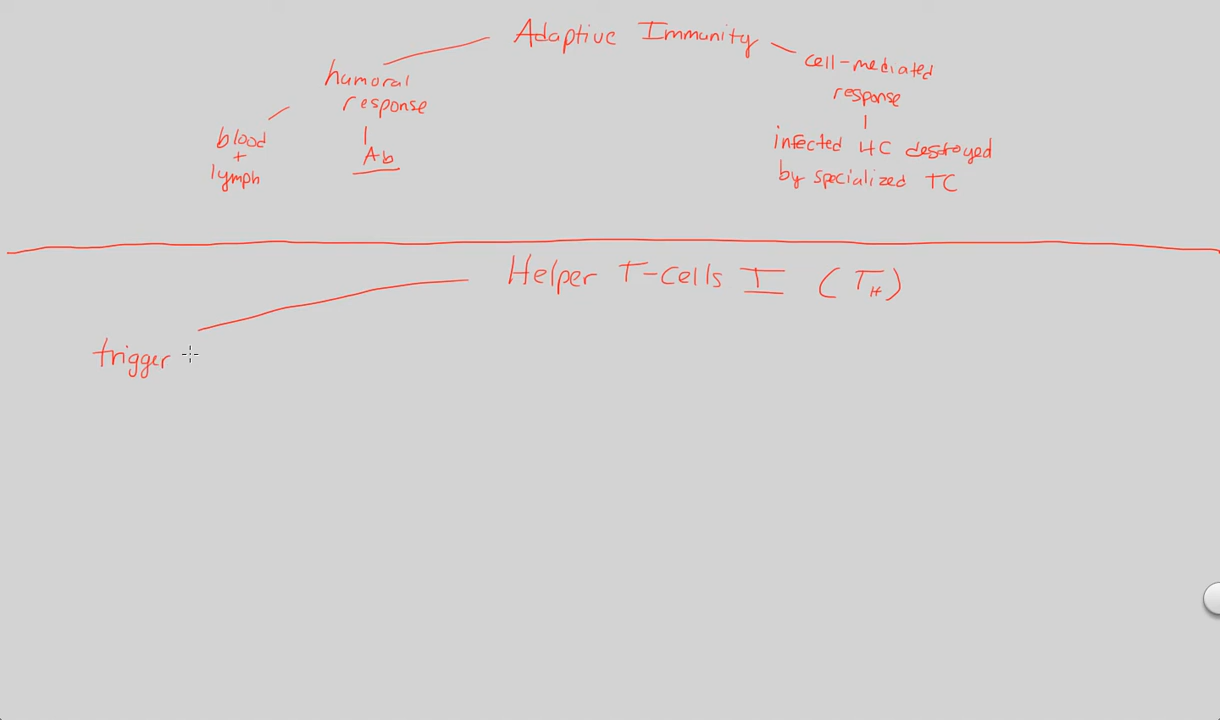 Adaptive Immunity
humoral
response
blood
+
lymph
Ab
cell-mediated
response
infected HC destroyed
by specialized TC
Helper T-Cells I (TH)
trigger